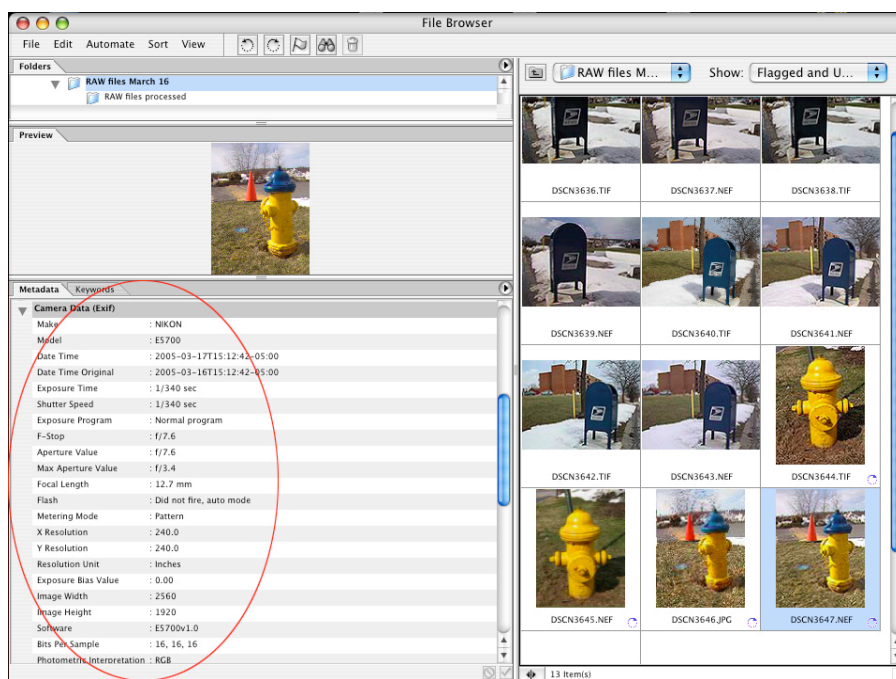 File Browser
File Edit Automate Sort View
Folders
RAW files March 16
RAW files processed
Preview
Metadata Keywords
Camera Data (Exif)
Make : NIKON
Model : E5700
Date Time : 2005-03-17T15:12:42-05:00
Date Time Original : 2005-03-16T15:12:42-05:00
Exposure Time : 1/340 sec
Shutter Speed : 1/340 sec
Exposure Program : Normal program
F-Stop : f/7.6
Aperture Value : f/7.6
Max Aperture Value : f/3.4
Focal Length : 12.7 mm
Flash : Did not fire, auto mode
Metering Mode : Pattern
X Resolution : 240.0
Y Resolution : 240.0
Resolution Unit : Inches
Exposure Bias Value : 0.00
Image Width : 2560
Image Height : 1920
Software : E5700v1.0
Bits Per Sample : 16, 16, 16
Photometric Interpretation : RGB
RAW files M... Show: Flagged and U...
DSCN3636.TIF DSCN3637.NEF DSCN3638.TIF
DSCN3639.NEF DSCN3640.TIF DSCN3641.NEF
DSCN3642.TIF DSCN3643.NEF DSCN3644.TIF
DSCN3645.NEF DSCN3646.JPG DSCN3647.NEF
13 Item(s)